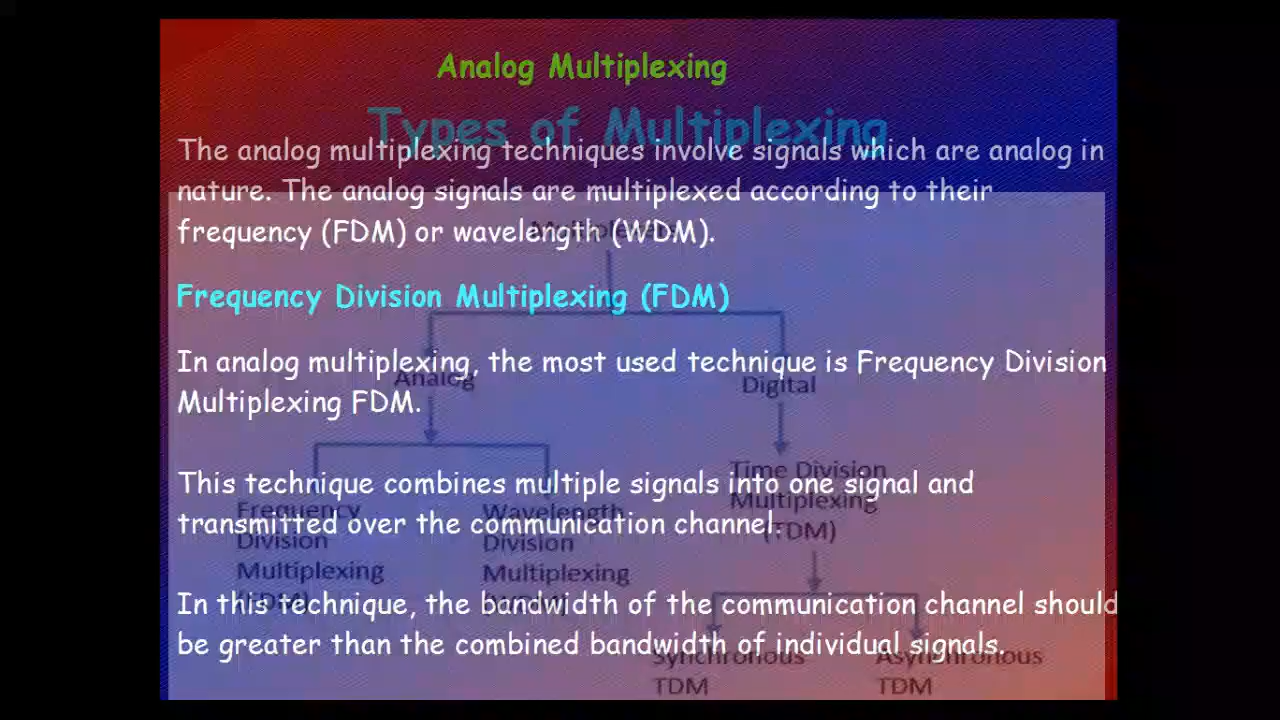 Analog Multiplexing
Types of Multiplexing
The analog multiplexing techniques involve signals which are analog in
nature. The analog signals are multiplexed according to their
frequency (FDM) or wavelength (WDM).
Frequency Division Multiplexing (FDM)
In analog multiplexing, the most used technique is Frequency Division
Multiplexing FDM.
This technique combines multiple signals into one signal and
transmitted over the communication channel.
In this technique, the bandwidth of the communication channel should
be greater than the combined bandwidth of individual signals.
Analog
Digital
Frequency
Division
Multiplexing
(FDM)
Wavelength
Division
Multiplexing
(WDM)
Time Division
Multiplexing
(TDM)
Synchronous
TDM
Asynchronous
TDM